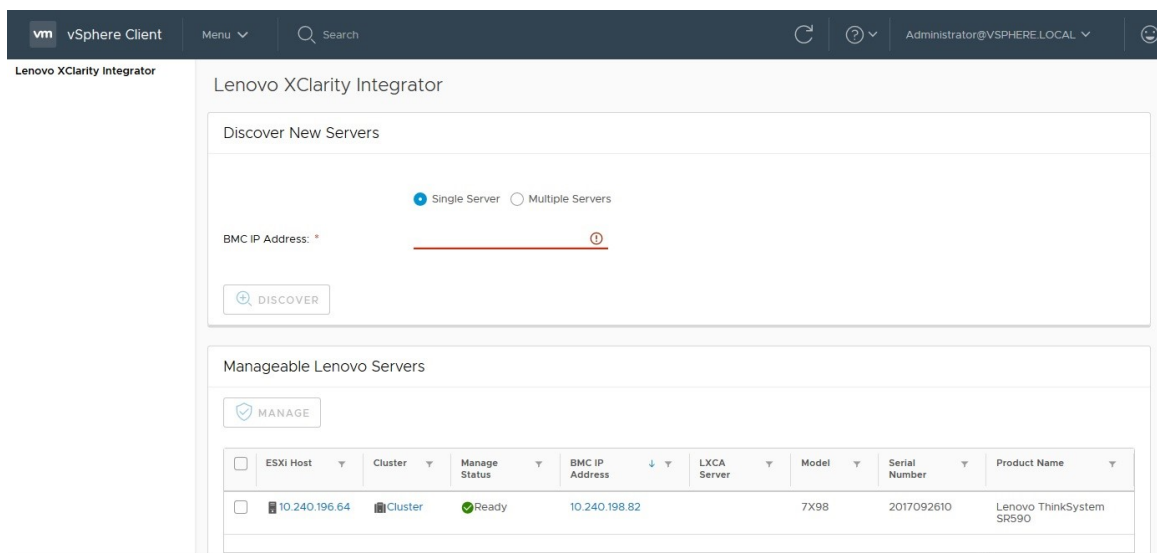 vm vSphere Client Menu Search Administrator@VSPHERE.LOCAL
Lenovo XClarity Integrator
Lenovo XClarity Integrator
Discover New Servers
Single Server Multiple Servers
BMC IP Address: *
DISCOVER
Manageable Lenovo Servers
MANAGE
ESXi Host Cluster Manage Status BMC IP Address LXCA Server Model Serial Number Product Name
10.240.196.64 Cluster Ready 10.240.198.82 7X98 2017092610 Lenovo ThinkSystem SR590